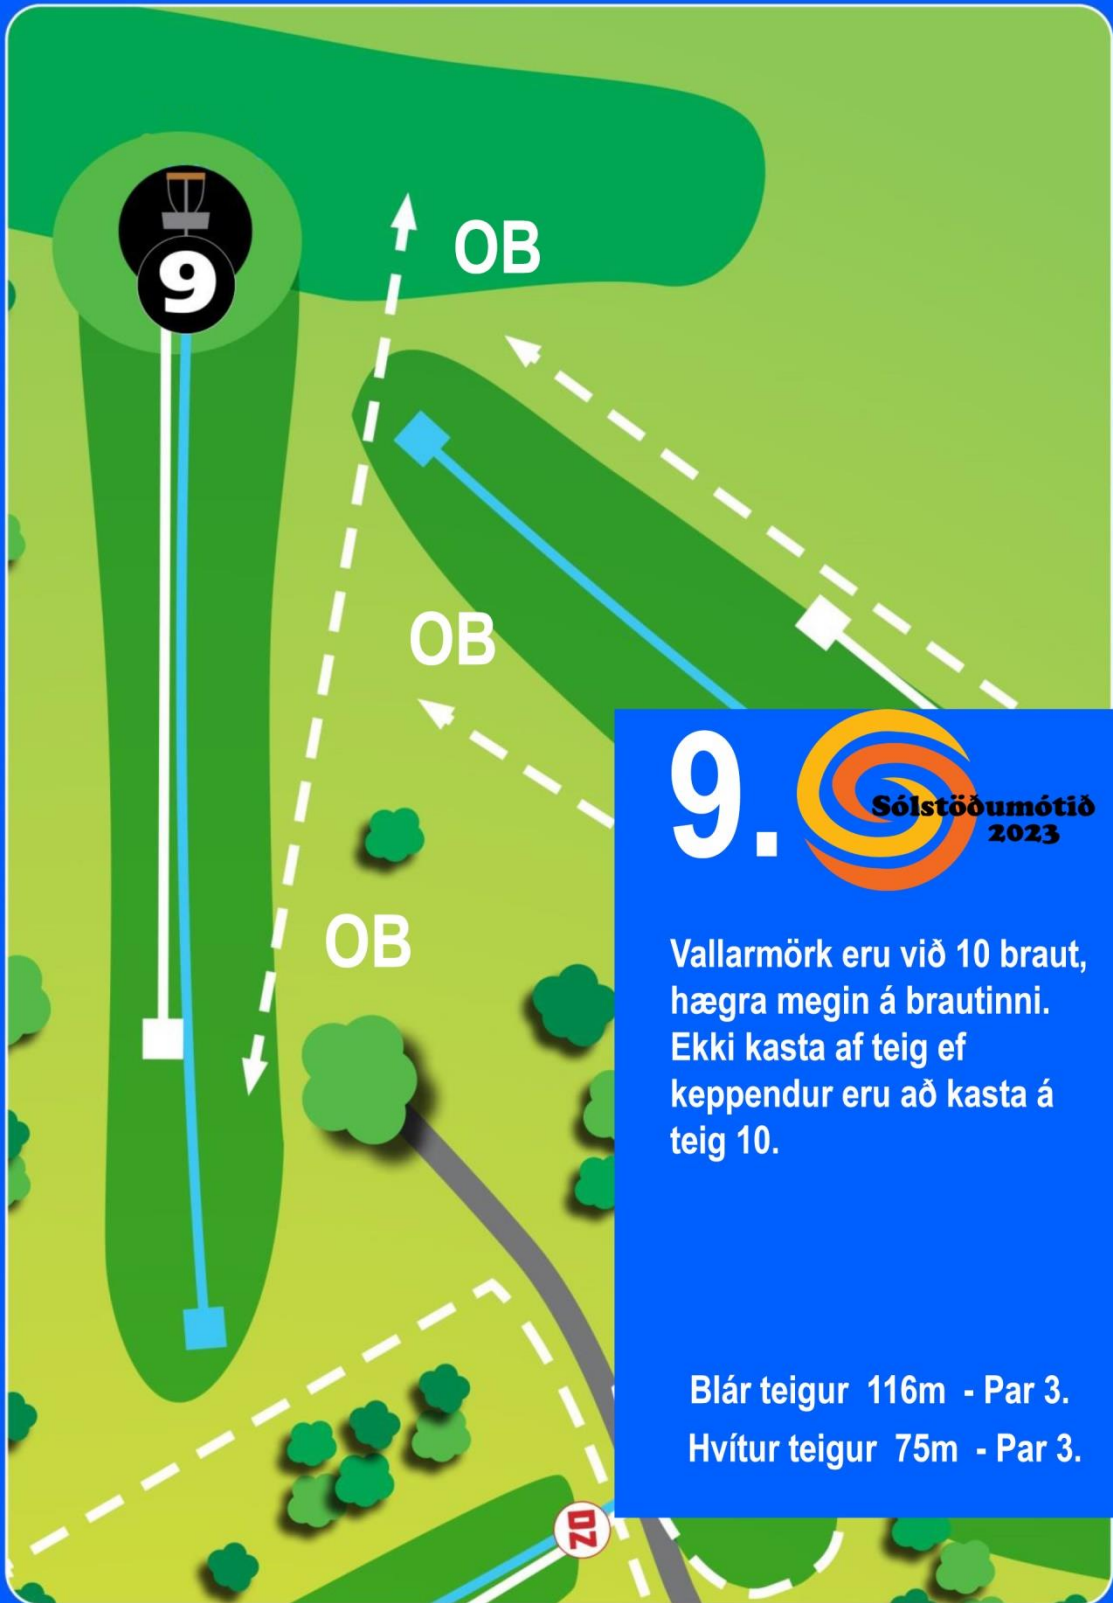 OB
9
OB
OB
9.
Sólstöðumótið
2023
Vallarmörk eru við 10 braut,
hægra megin á brautinni.
Ekki kasta af teig ef
keppendur eru að kasta á
teig 10.
Blár teigur 116m - Par 3.
Hvítur teigur 75m - Par 3.
DZ